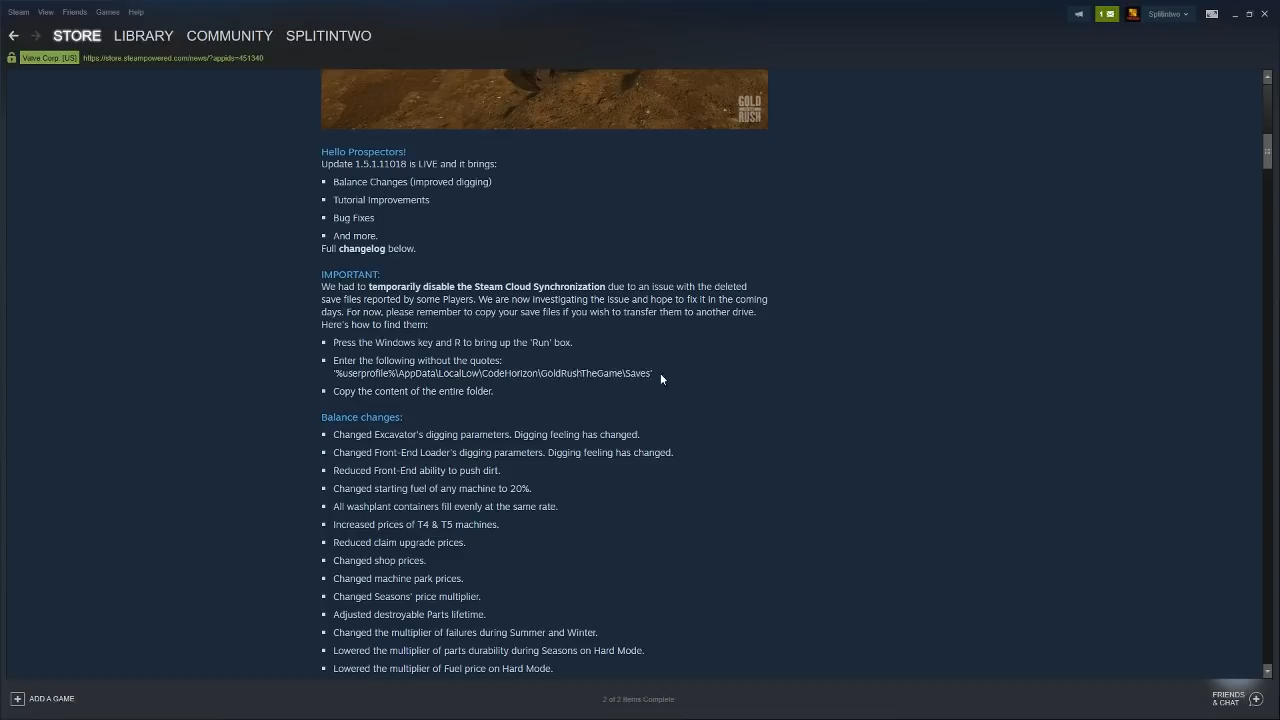 Steam View Friends Games Help
1
Splitintwo
STORE LIBRARY COMMUNITY SPLITINTWO
Valve Corp. [US] https://store.steampowered.com/news/?appids=451340
GOLD
RUSH
Hello Prospectors!
Update 1.5.1.11018 is LIVE and it brings:
Balance Changes (improved digging)
Tutorial Improvements
Bug Fixes
And more.
Full changelog below.
IMPORTANT:
We had to temporarily disable the Steam Cloud Synchronization due to an issue with the deleted
save files reported by some Players. We are now investigating the issue and hope to fix it in the coming
days. For now, please remember to copy your save files if you wish to transfer them to another drive.
Here's how to find them:
Press the Windows key and R to bring up the 'Run' box.
Enter the following without the quotes:
'%userprofile%\AppData\LocalLow\CodeHorizon\GoldRushTheGame\Saves'
Copy the content of the entire folder.
Balance changes:
Changed Excavator's digging parameters. Digging feeling has changed.
Changed Front-End Loader's digging parameters. Digging feeling has changed.
Reduced Front-End ability to push dirt.
Changed starting fuel of any machine to 20%.
All washplant containers fill evenly at the same rate.
Increased prices of T4 & T5 machines.
Reduced claim upgrade prices.
Changed shop prices.
Changed machine park prices.
Changed Seasons' price multiplier.
Adjusted destroyable Parts lifetime.
Changed the multiplier of failures during Summer and Winter.
Lowered the multiplier of parts durability during Seasons on Hard Mode.
Lowered the multiplier of Fuel price on Hard Mode.
ADD A GAME
2 of 2 Items Complete
FRIENDS
& CHAT